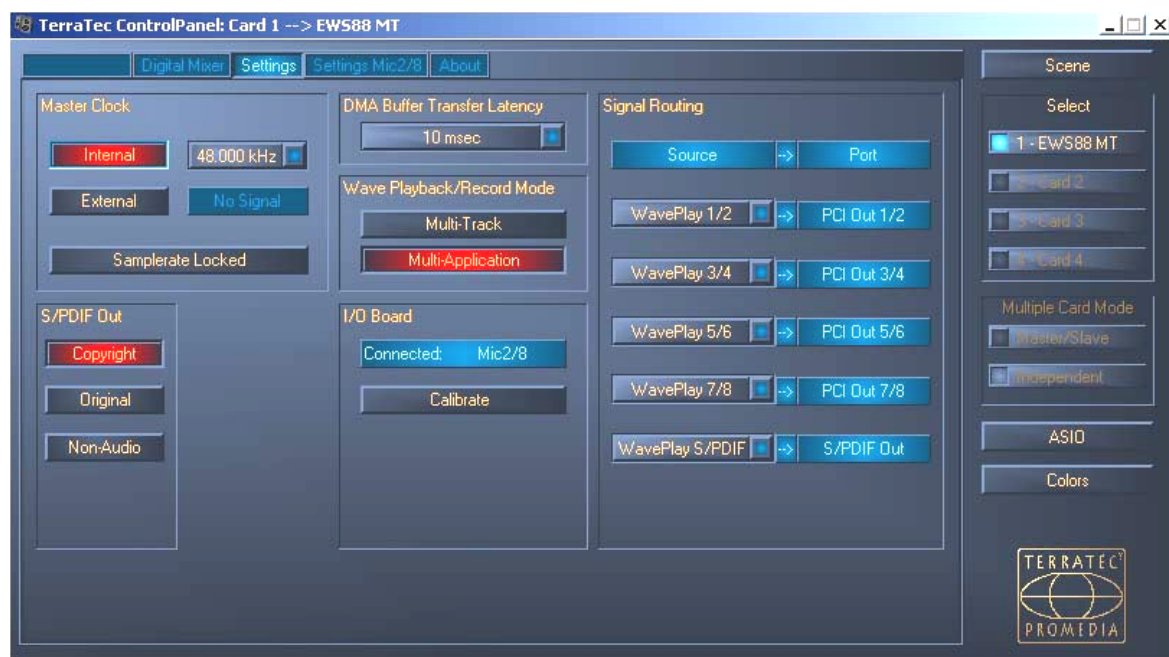 TerraTec ControlPanel: Card 1 --> EWS88 MT
Digital Mixer
Settings
Settings Mic2/8
About
Master Clock
Internal
48.000 kHz
External
No Signal
Samplerate Locked
S/PDIF Out
Copyright
Original
Non-Audio
DMA Buffer Transfer Latency
10 msec
Wave Playback/Record Mode
Multi-Track
Multi-Application
I/O Board
Connected: Mic2/8
Calibrate
Signal Routing
Source --> Port
WavePlay 1/2 --> PCI Out 1/2
WavePlay 3/4 --> PCI Out 3/4
WavePlay 5/6 --> PCI Out 5/6
WavePlay 7/8 --> PCI Out 7/8
WavePlay S/PDIF --> S/PDIF Out
Scene
Select
1 - EWS88 MT
2 - Card 2
3 - Card 3
4 - Card 4
Multiple Card Mode
Master/Slave
Independent
ASIO
Colors
TERRATEC
PROMEDIA